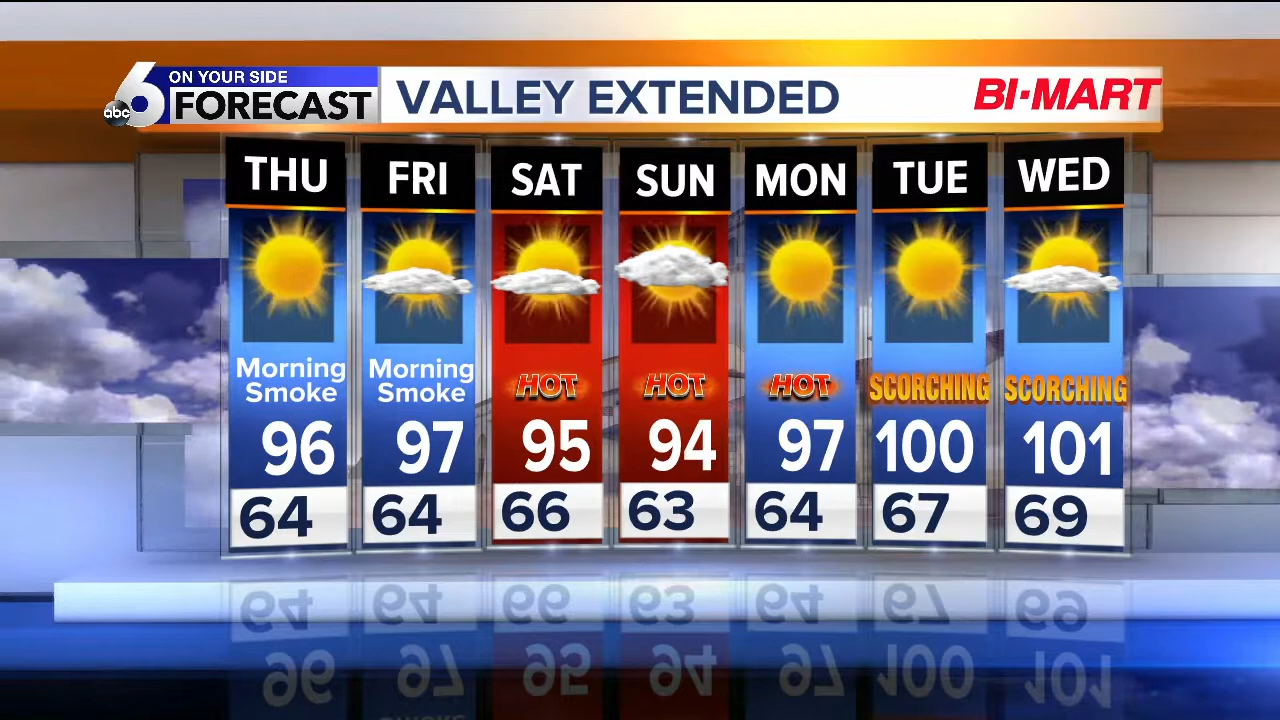 abc 6 ON YOUR SIDE
FORECAST
VALLEY EXTENDED
BI-MART
THU FRI SAT SUN MON TUE WED
Morning Morning
Smoke Smoke HOT HOT HOT SCORCHING SCORCHING
96 97 95 94 97 100 101
64 64 66 63 64 67 69